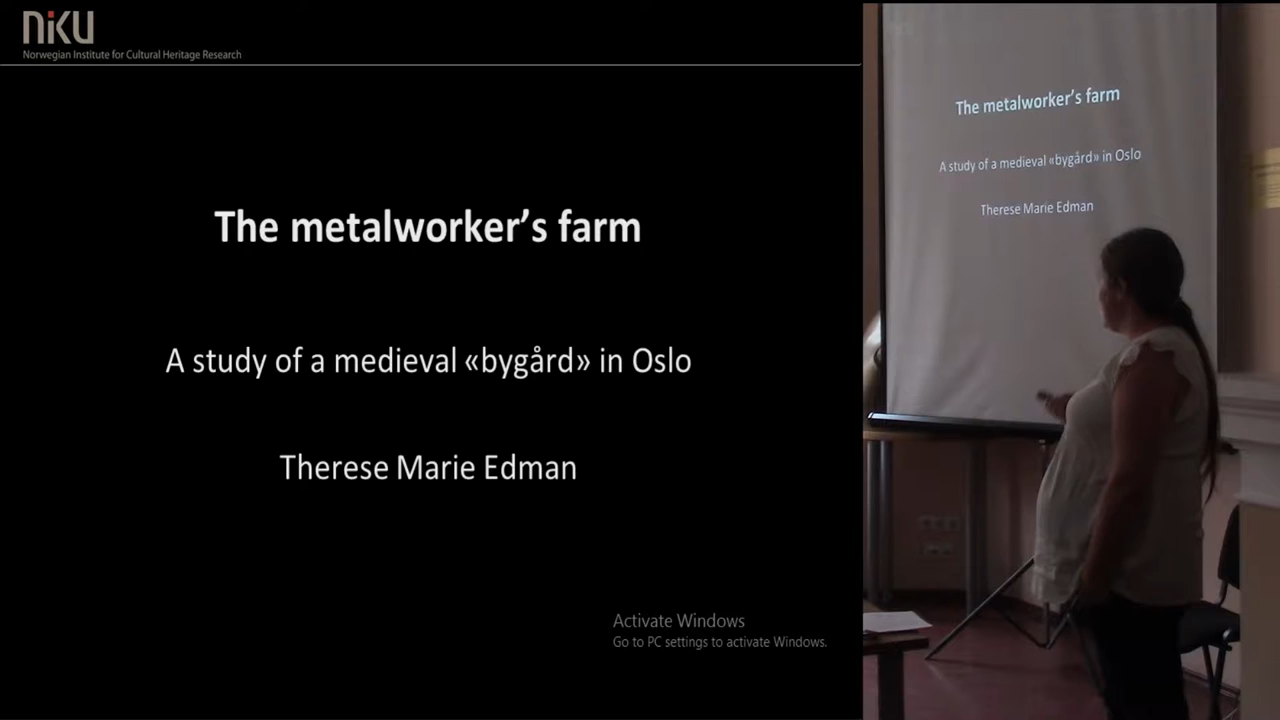 NIKU
Norwegian Institute for Cultural Heritage Research
The metalworker's farm
A study of a medieval «bygård» in Oslo
Therese Marie Edman
Activate Windows
Go to PC settings to activate Windows.
The metalworker's farm
A study of a medieval «bygård» in Oslo
Therese Marie Edman